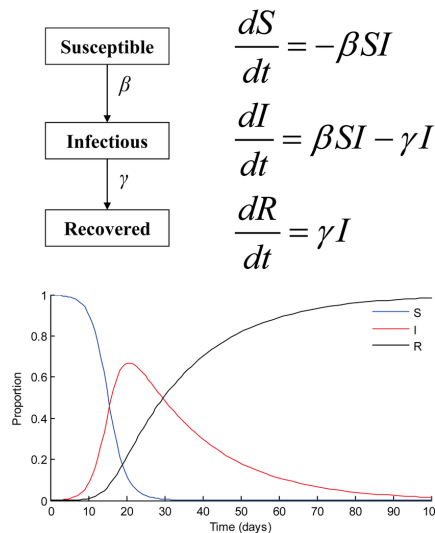 Susceptible
β
Infectious
γ
Recovered
dS/dt = -βSI
dI/dt = βSI - γI
dR/dt = γI
1
0.8
0.6
0.4
0.2
0
Proportion
S
I
R
0 10 20 30 40 50 60 70 80 90 10
Time (days)